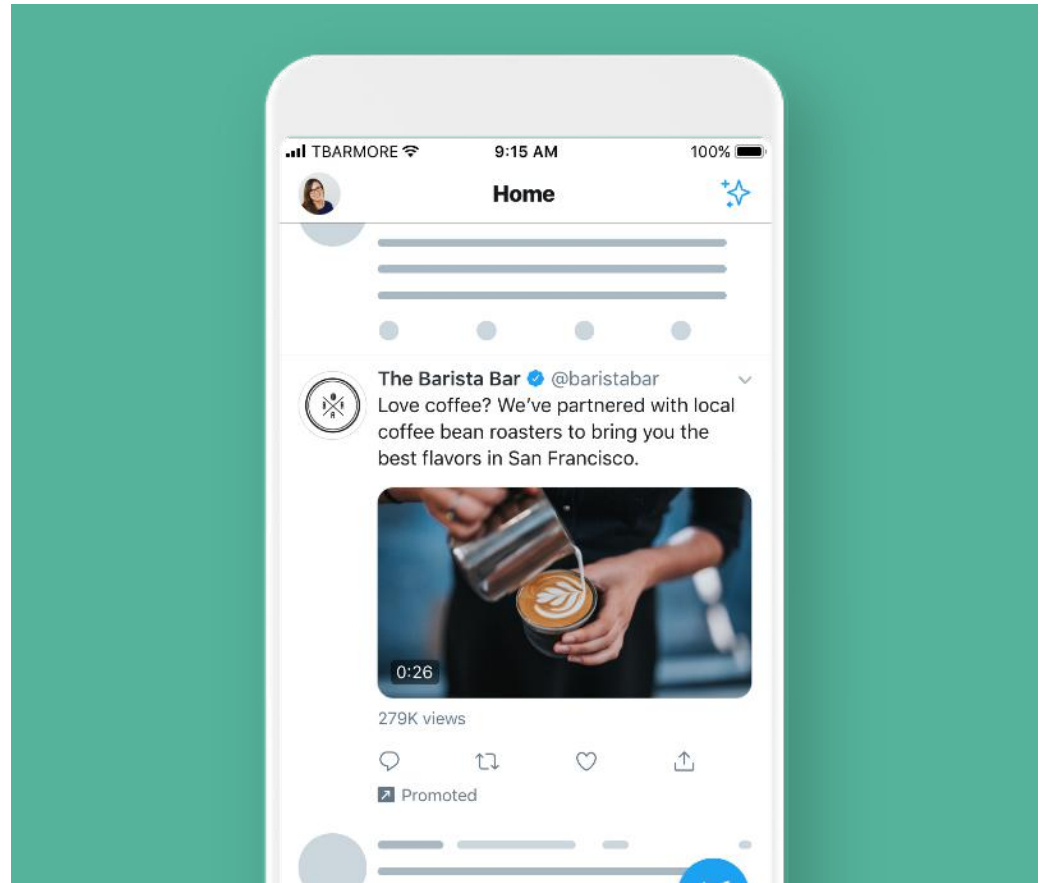 TBARMORE 9:15 AM 100%
Home
The Barista Bar @baristabar
Love coffee? We’ve partnered with local
coffee bean roasters to bring you the
best flavors in San Francisco.
0:26
279K views
Promoted